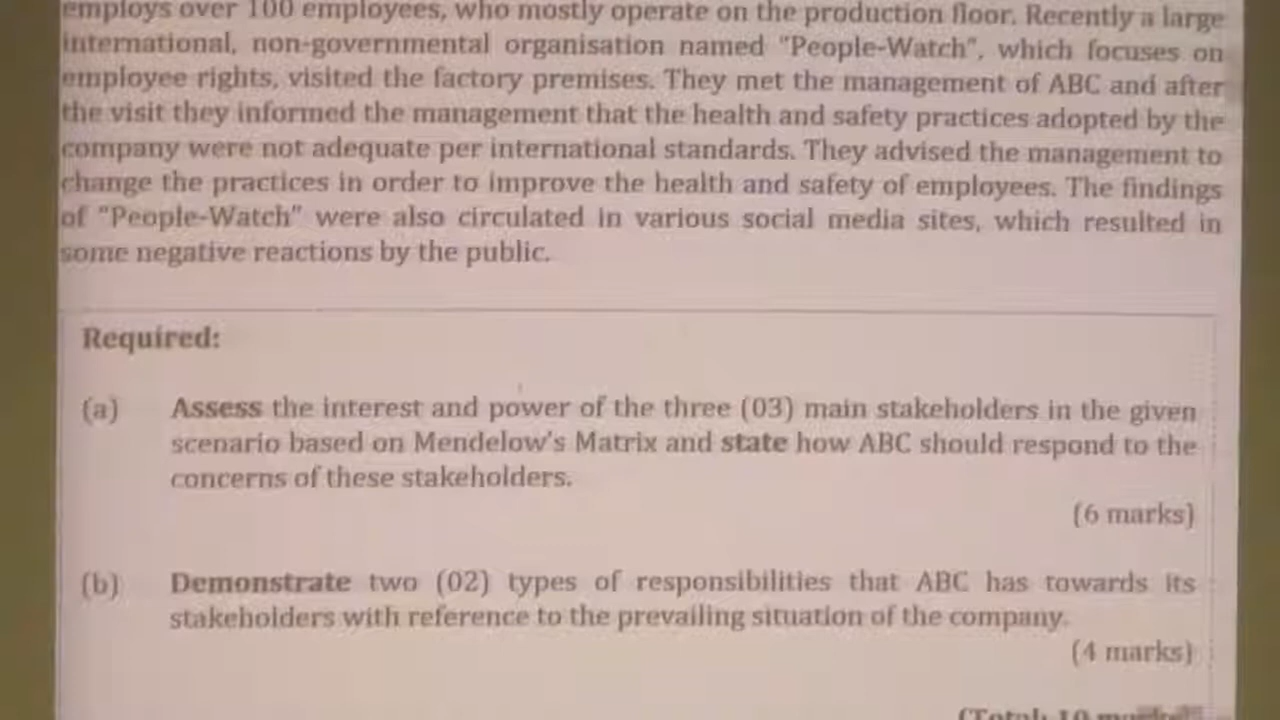 employs over 100 employees, who mostly operate on the production floor. Recently a large
international, non-governmental organisation named "People-Watch", which focuses on
employee rights, visited the factory premises. They met the management of ABC and after
the visit they informed the management that the health and safety practices adopted by the
company were not adequate per international standards. They advised the management to
change the practices in order to improve the health and safety of employees. The findings
of "People-Watch" were also circulated in various social media sites, which resulted in
some negative reactions by the public.
Required:
(a) Assess the interest and power of the three (03) main stakeholders in the given
scenario based on Mendelow's Matrix and state how ABC should respond to the
concerns of these stakeholders.
(6 marks)
(b) Demonstrate two (02) types of responsibilities that ABC has towards its
stakeholders with reference to the prevailing situation of the company.
(4 marks)
(Total: 10